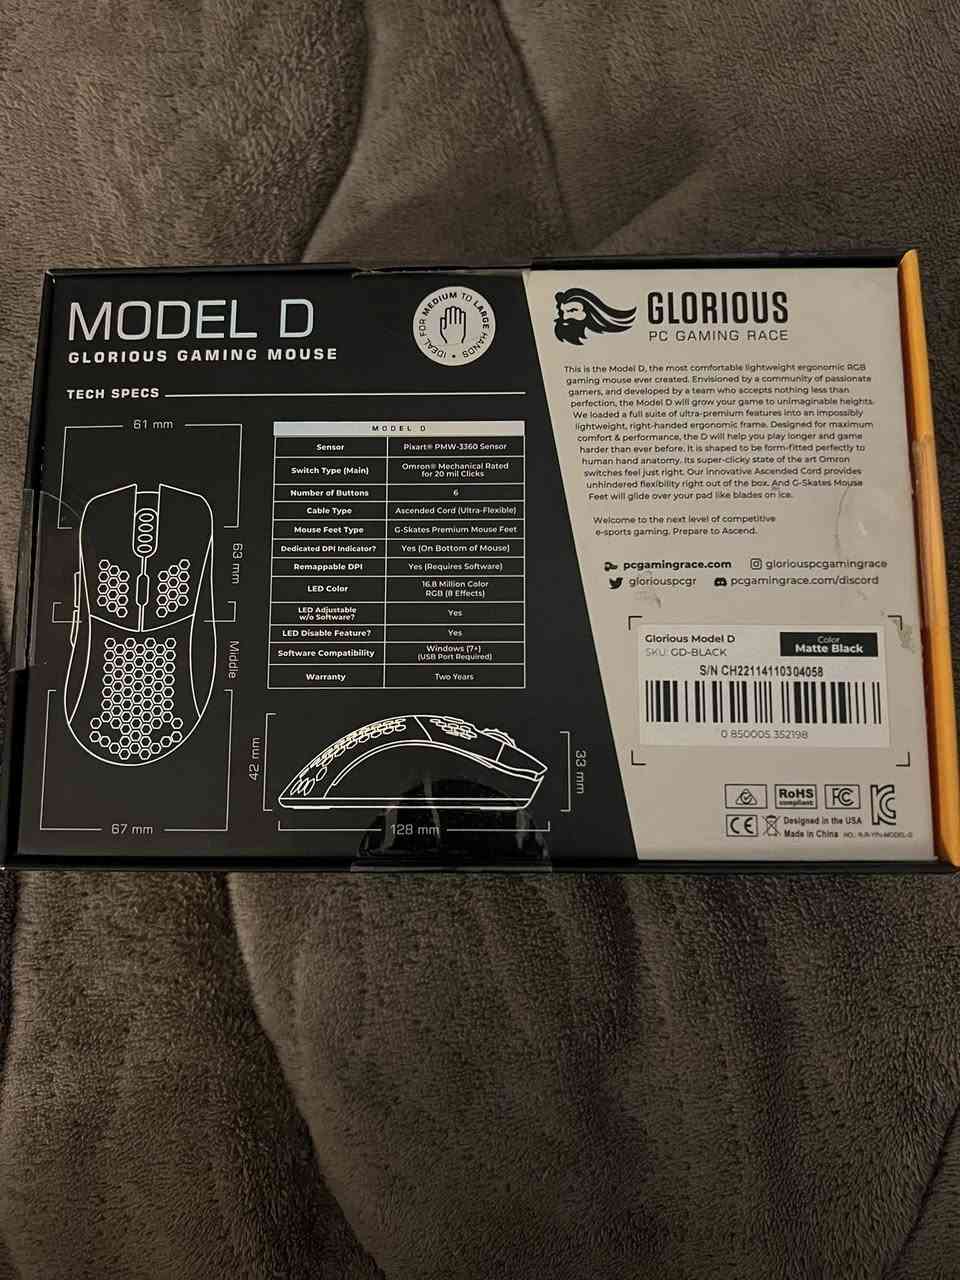 MODEL D
GLORIOUS GAMING MOUSE
IDEAL FOR MEDIUM TO LARGE HANDS •
TECH SPECS
61 mm
63 mm
Middle
67 mm
MODEL D
Sensor Pixart® PMW-3360 Sensor
Switch Type (Main) Omron® Mechanical Rated
for 20 mil Clicks
Number of Buttons 6
Cable Type Ascended Cord (Ultra-Flexible)
Mouse Feet Type G-Skates Premium Mouse Feet
Dedicated DPI Indicator? Yes (On Bottom of Mouse)
Remappable DPI Yes (Requires Software)
LED Color 16.8 Million Color
RGB (8 Effects)
LED Adjustable
w/o Software? Yes
LED Disable Feature? Yes
Software Compatibility Windows (7+)
(USB Port Required)
Warranty Two Years
42 mm
33 mm
128 mm
GLORIOUS
PC GAMING RACE
This is the Model D, the most comfortable lightweight ergonomic RGB
gaming mouse ever created. Envisioned by a community of passionate
gamers, and developed by a team who accepts nothing less than
perfection, the Model D will grow your game to unimaginable heights.
We loaded a full suite of ultra-premium features into an impossibly
lightweight, right-handed ergonomic frame. Designed for maximum
comfort & performance, the D will help you play longer and game
harder than ever before. It is shaped to be form-fitted perfectly to
human hand anatomy. Its super-clicky state of the art Omron
switches feel just right. Our innovative Ascended Cord provides
unhindered flexibility right out of the box. And G-Skates Mouse
Feet will glide over your pad like blades on ice.
Welcome to the next level of competitive
e-sports gaming. Prepare to Ascend.
pcgamingrace.com gloriouspcgamingrace
gloriouspcgr pcgamingrace.com/discord
Glorious Model D
SKU: GD-BLACK
Color
Matte Black
S/N CH22114110304058
0 850005 352198
RoHS
compliant
FC
CE
Designed in the USA
Made in China